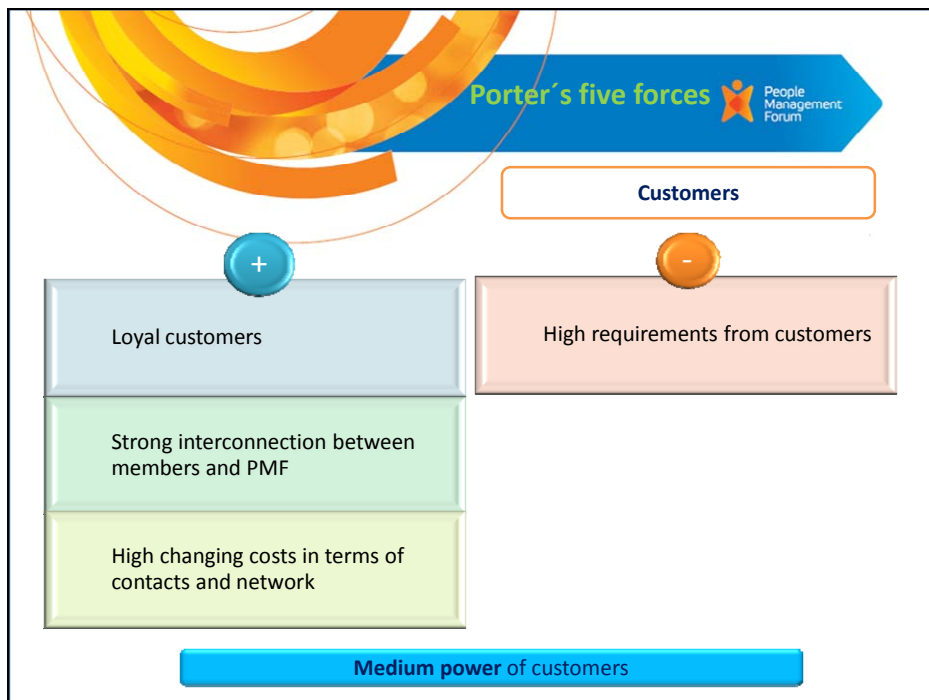 Porter´s five forces
People
Management
Forum
Customers
+
Loyal customers
Strong interconnection between
members and PMF
High changing costs in terms of
contacts and network
-
High requirements from customers
Medium power of customers